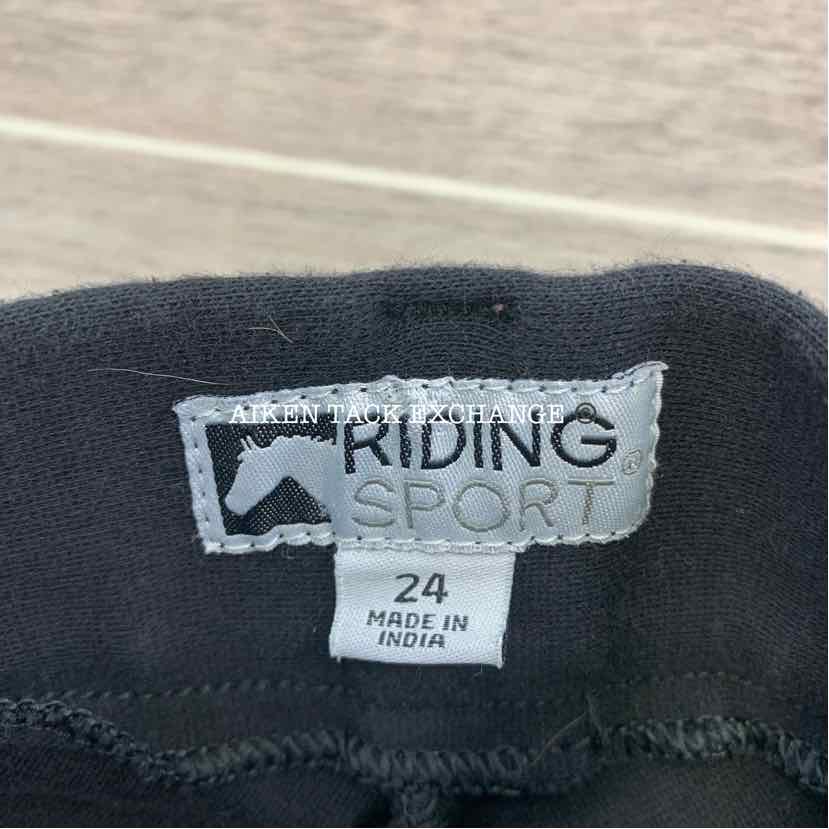 AIKEN TACK EXCHANGE®
RIDING
SPORT®
24
MADE IN
INDIA